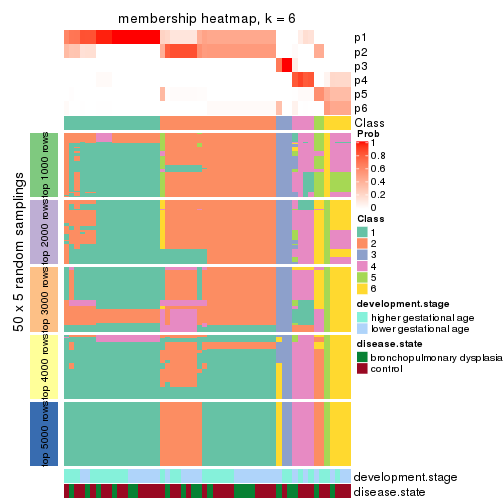 membership heatmap, k = 6
p1
p2
p3
p4
p5
p6
Class
Prob
1
0.8
0.6
0.4
0.2
0
Class
1
2
3
4
5
6
development.stage
higher gestational age
lower gestational age
disease.state
bronchopulmonary dysplasia
control
50 x 5 random samplings
top 1000 rows
top 2000 rows
top 3000 rows
top 4000 rows
top 5000 rows
development.stage
disease.state